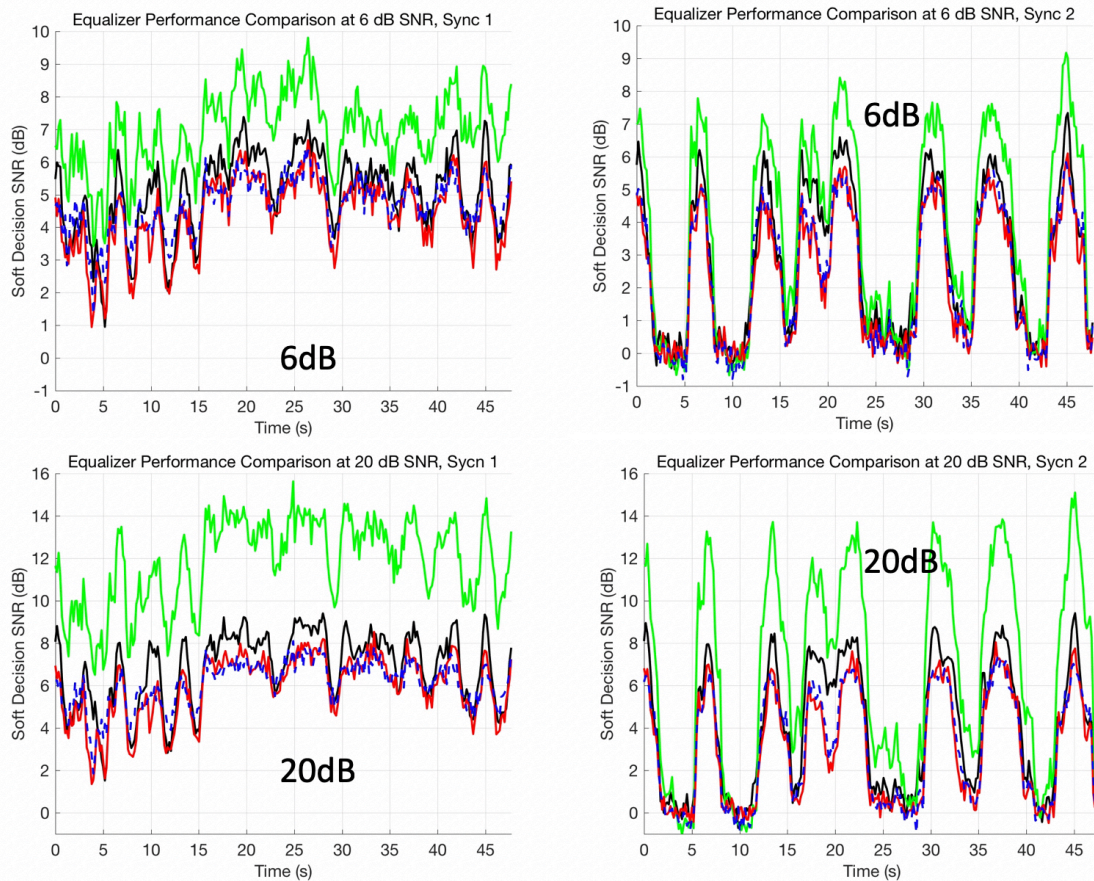 Equalizer Performance Comparison at 6 dB SNR, Sync 1
10
9
8
7
6
5
4
3
2
1
0
-1
Soft Decision SNR (dB)
6dB
0 5 10 15 20 25 30 35 40 45
Time (s)
Equalizer Performance Comparison at 6 dB SNR, Sync 2
10
9
8
7
6
5
4
3
2
1
0
-1
Soft Decision SNR (dB)
6dB
0 5 10 15 20 25 30 35 40 45
Time (s)
Equalizer Performance Comparison at 20 dB SNR, Sycn 1
16
14
12
10
8
6
4
2
0
Soft Decision SNR (dB)
20dB
0 5 10 15 20 25 30 35 40 45
Time (s)
Equalizer Performance Comparison at 20 dB SNR, Sycn 2
16
14
12
10
8
6
4
2
0
Soft Decision SNR (dB)
20dB
0 5 10 15 20 25 30 35 40 45
Time (s)